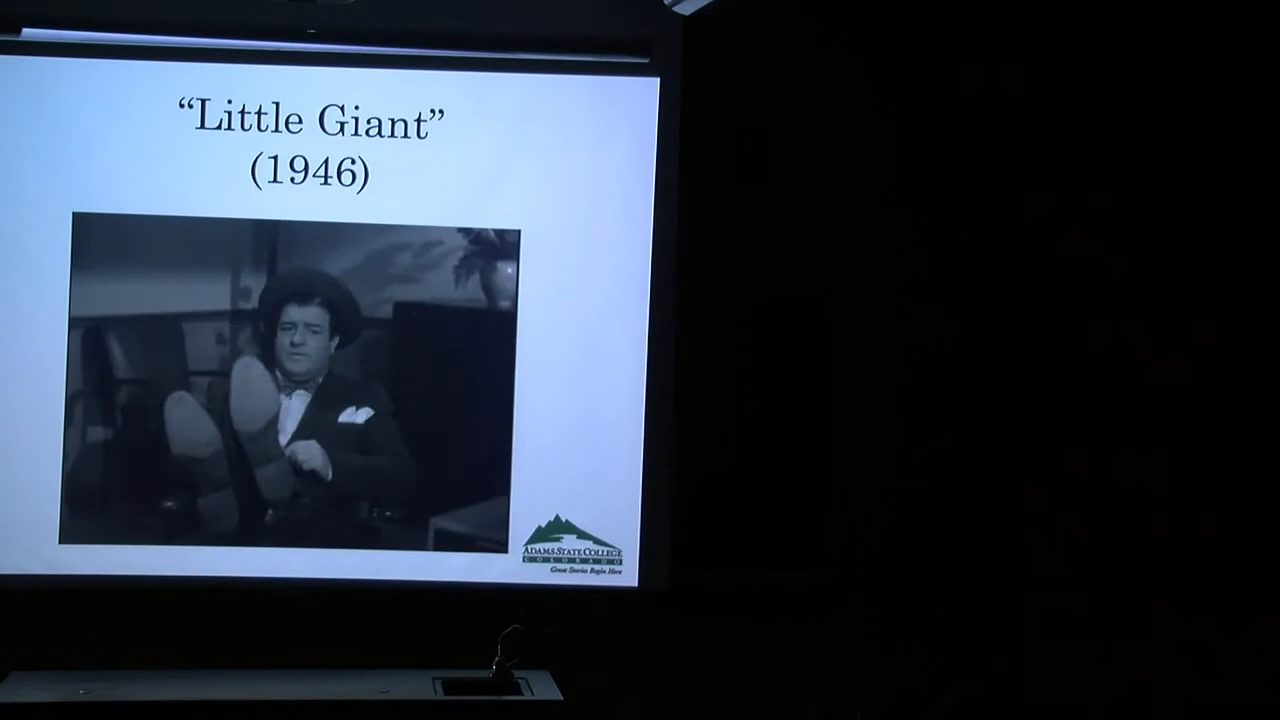 “Little Giant”
(1946)
ADAMS STATE COLLEGE
COLORADO
Great Stories Begin Here